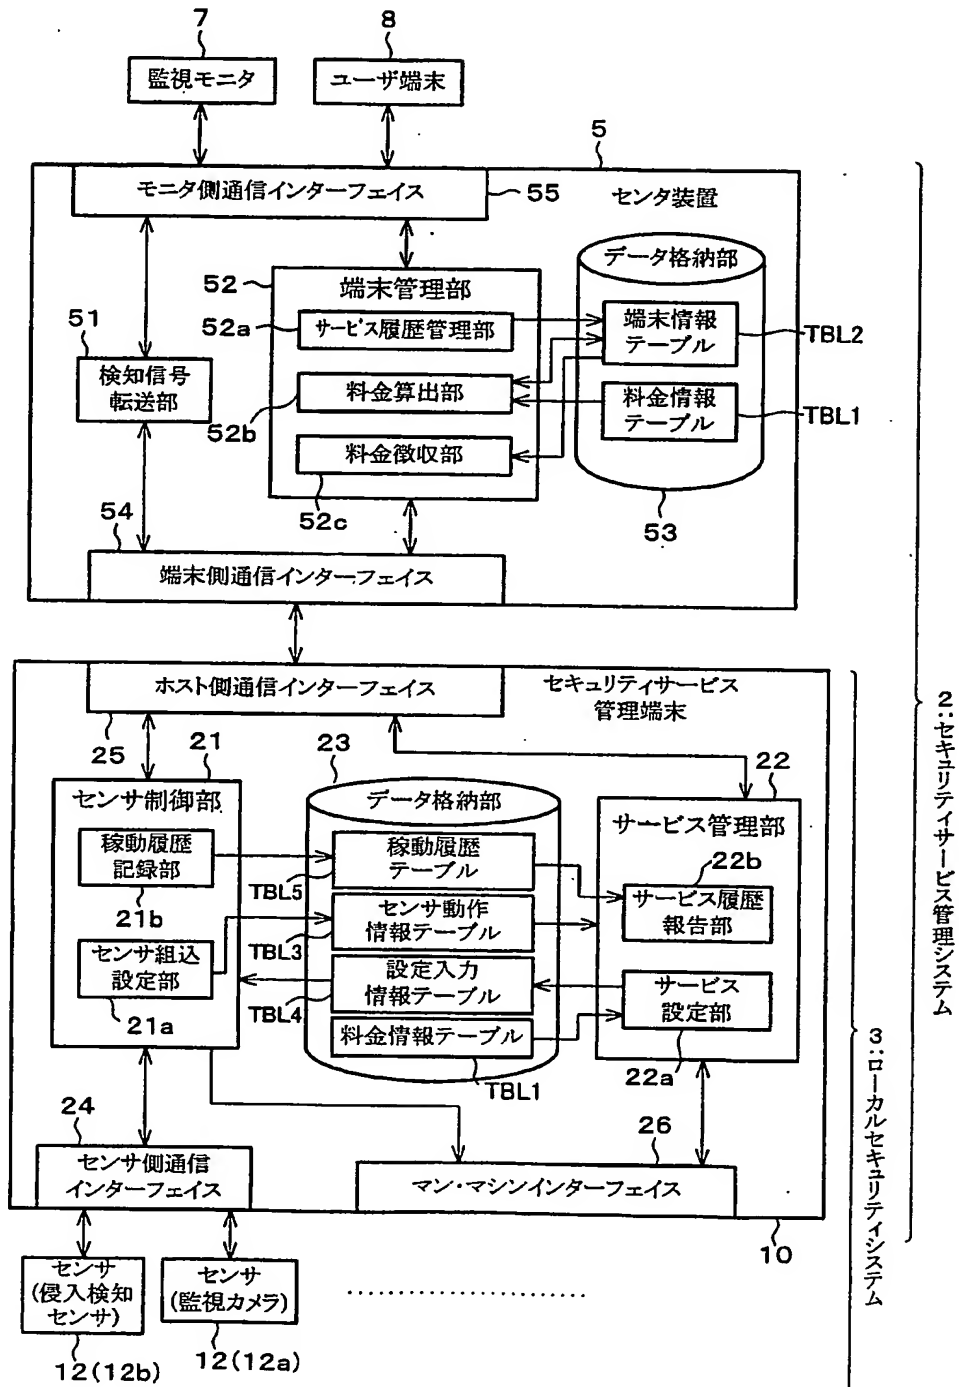 7
8
監視モニタ
ユーザ端末
5
モニタ側通信インターフェイス
55
センタ装置
データ格納部
52
端末管理部
52a
サービス履歴管理部
端末情報
テーブル
TBL2
51
検知信号
転送部
料金算出部
52b
料金情報
テーブル
TBL1
料金徴収部
52c
53
54
端末側通信インターフェイス
ホスト側通信インターフェイス
セキュリティサービス
管理端末
25
21
23
22
センサ制御部
データ格納部
サービス管理部
稼動履歴
記録部
21b
稼動履歴
テーブル
TBL5
22b
サービス履歴
報告部
センサ動作
情報テーブル
TBL3
センサ組込
設定部
21a
設定入力
情報テーブル
TBL4
サービス
設定部
22a
料金情報テーブル
TBL1
24
センサ側通信
インターフェイス
26
マン・マシンインターフェイス
10
センサ
(侵入検知
センサ)
12(12b)
センサ
(監視カメラ)
12(12a)
2:セキュリティサービス管理システム
3:ローカルセキュリティシステム